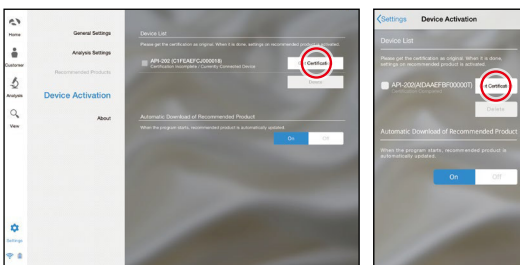 Home
Customer
Analysis
View
Settings
General Settings
Analysis Settings
Recommended Products
Device Activation
About
Device List
Please get the certification as original. When it is done, settings on recommended product is activated.
API-202 (C1FEAEFCJ000018)
Certification Incomplete / Currently Connected Device
Certificati
Delete
Automatic Download of Recommended Product
When the program starts, recommended product is automatically updated.
On Off
Settings Device Activation
Device List
Please get the certification as original. When it is done,
settings on recommended product is activated.
API-202(AIDAAEFBF00000T)
Certification Completed
t Certificati
Delete
Automatic Download of Recommended Product
When the program starts, recommended product is
automatically updated.
On Off